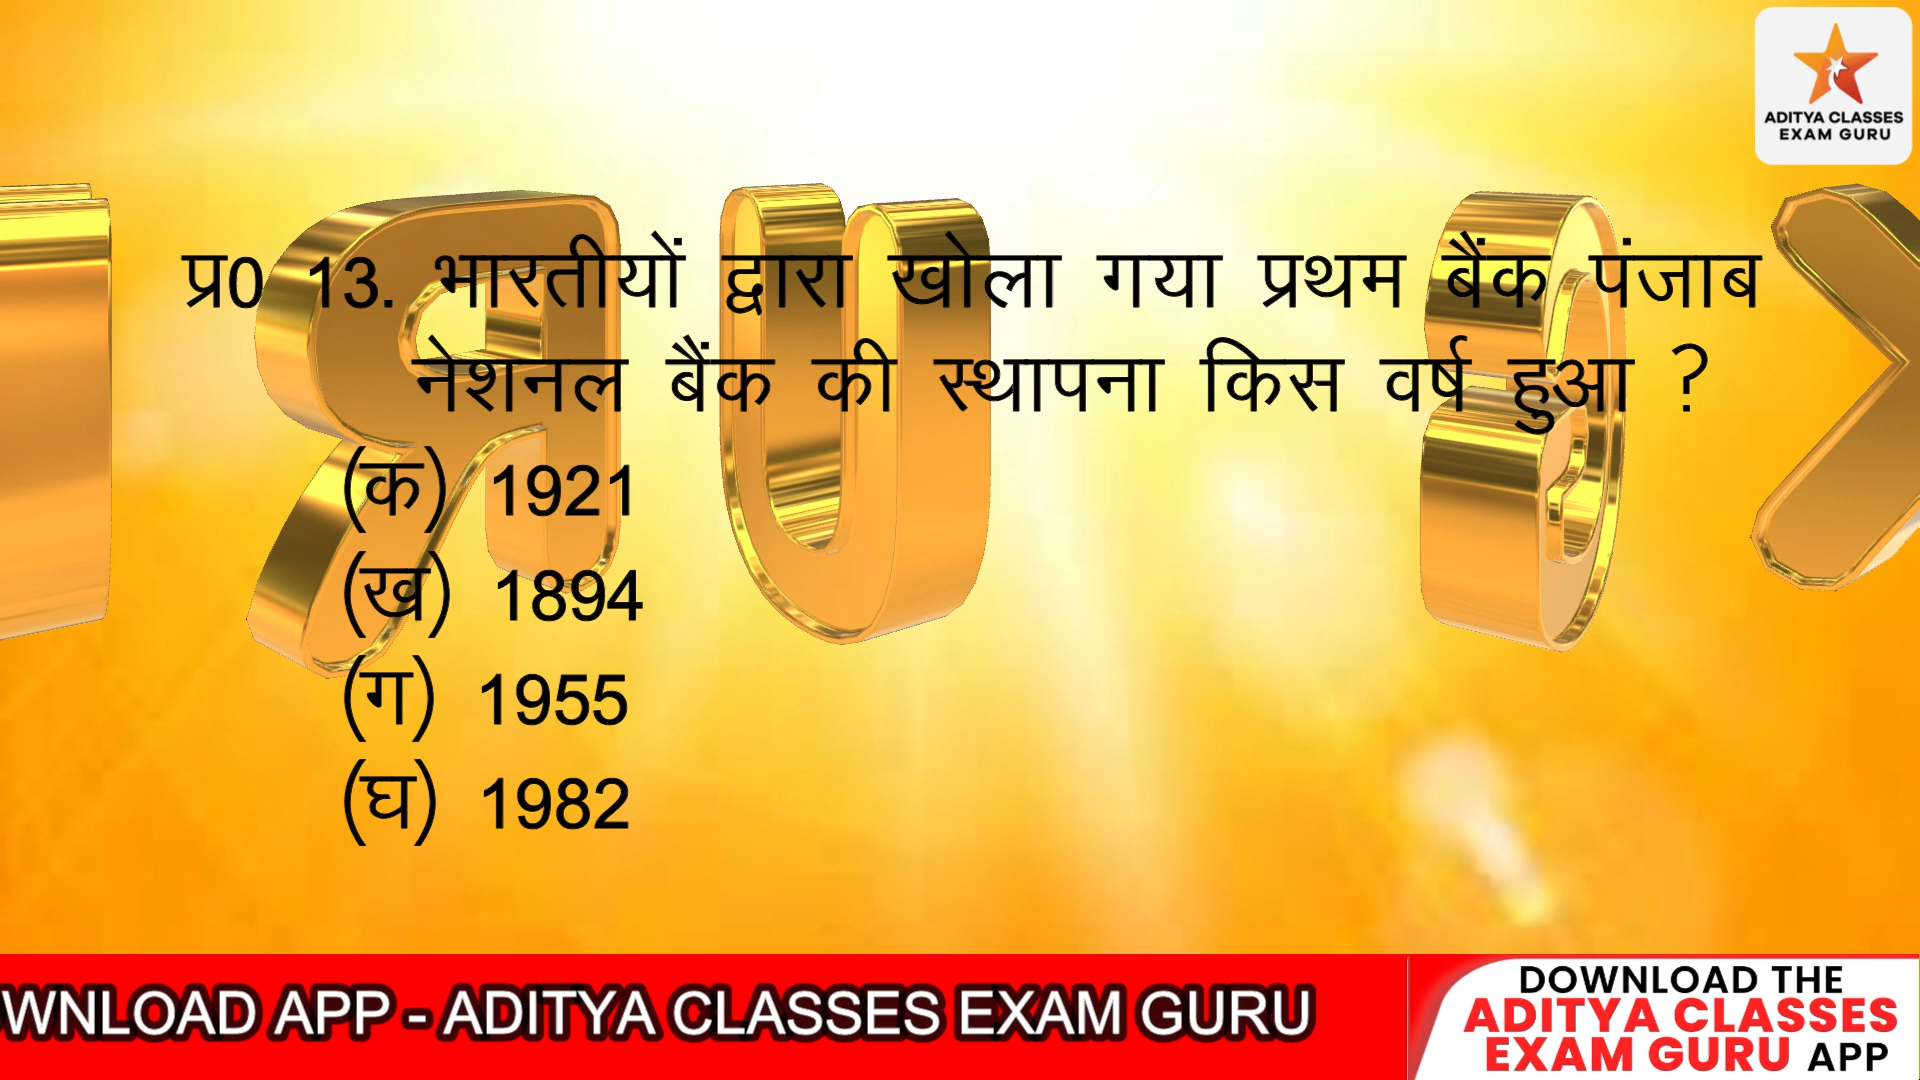 ADITYA CLASSES
EXAM GURU
प्र0 13. भारतीयों द्वारा खोला गया प्रथम बैंक पंजाब
नेशनल बैंक की स्थापना किस वर्ष हुआ ?
(क) 1921
(ख) 1894
(ग) 1955
(घ) 1982
WNLOAD APP - ADITYA CLASSES EXAM GURU
DOWNLOAD THE
ADITYA CLASSES
EXAM GURU APP